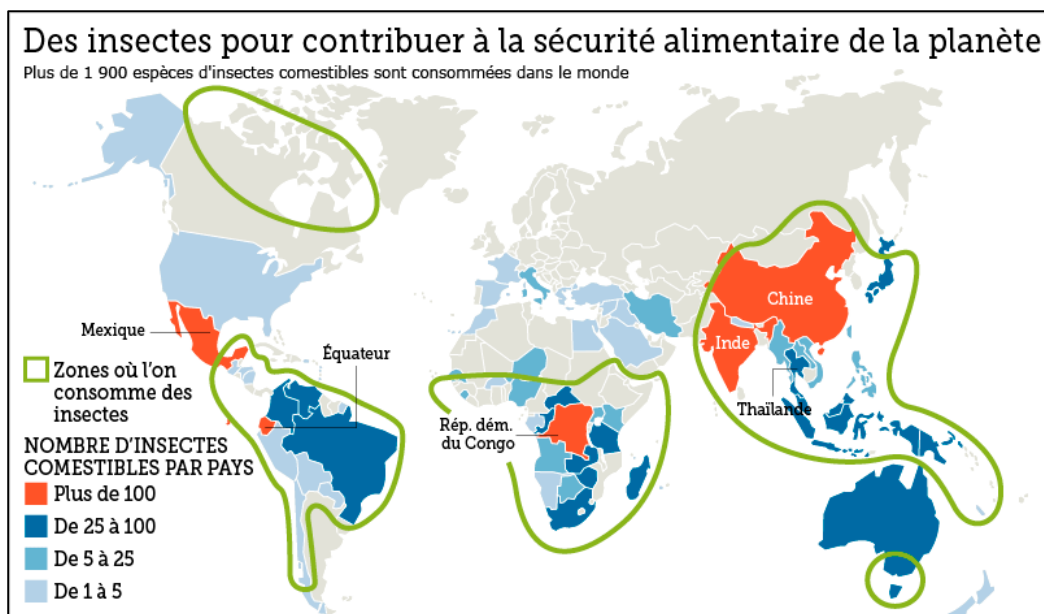 Des insectes pour contribuer à la sécurité alimentaire de la planète
Plus de 1 900 espèces d'insectes comestibles sont consommées dans le monde
Mexique
Équateur
Rép. dém.
du Congo
Chine
Inde
Thaïlande
Zones où l'on
consomme des
insectes
NOMBRE D'INSECTES
COMESTIBLES PAR PAYS
Plus de 100
De 25 à 100
De 5 à 25
De 1 à 5